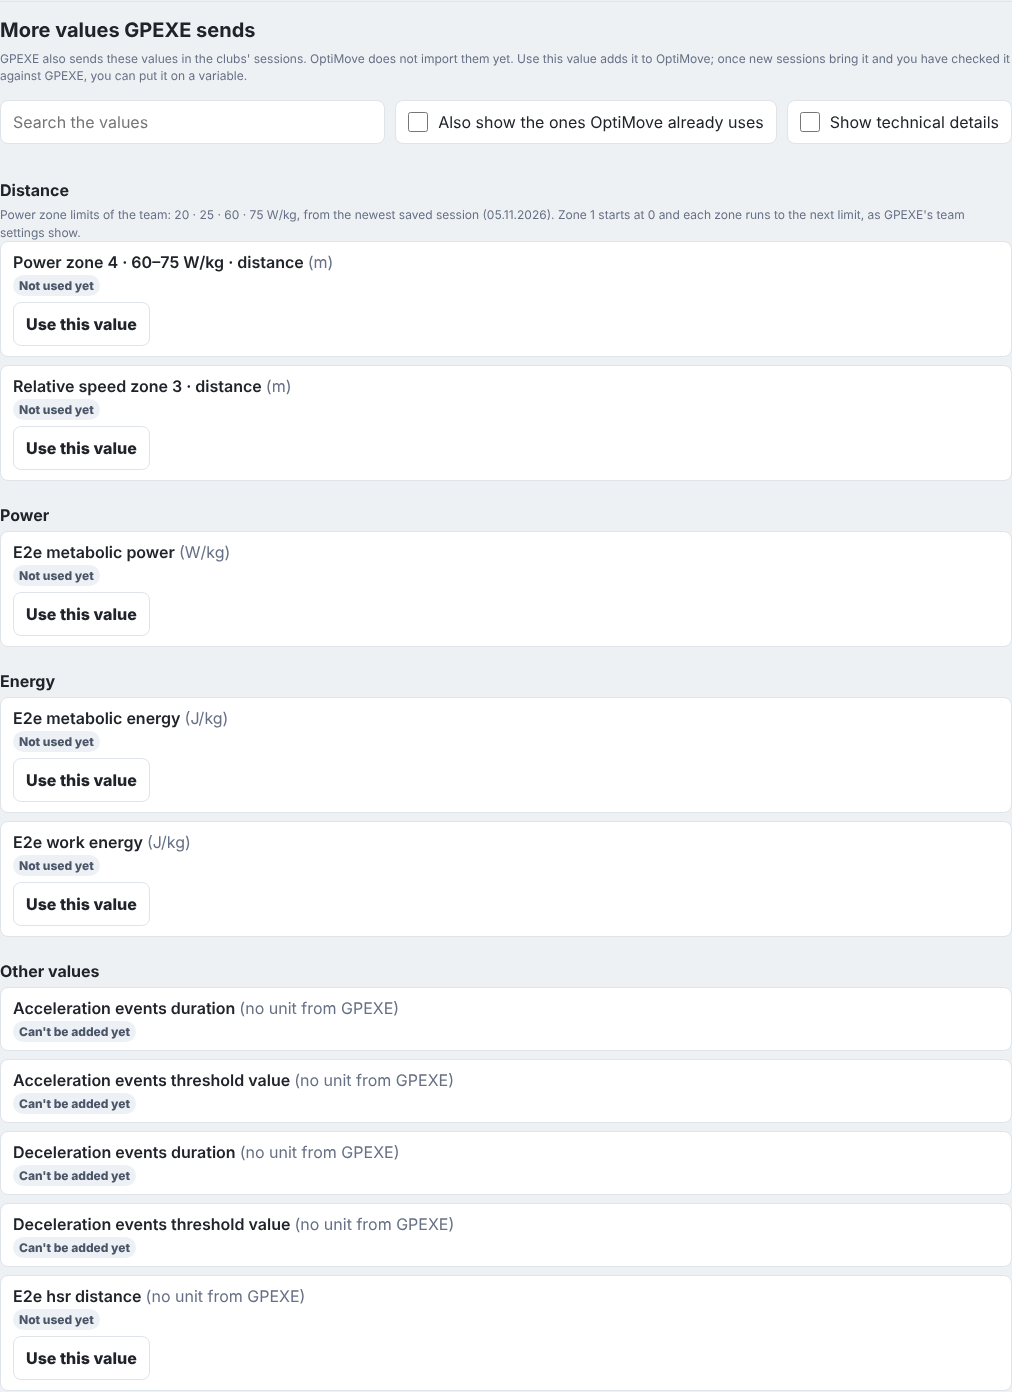 More values GPEXE sends
GPEXE also sends these values in the clubs' sessions. OptiMove does not import them yet. Use this value adds it to OptiMove; once new sessions bring it and you have checked it
against GPEXE, you can put it on a variable.
Search the values
Also show the ones OptiMove already uses
Show technical details
Distance
Power zone limits of the team: 20 · 25 · 60 · 75 W/kg, from the newest saved session (05.11.2026). Zone 1 starts at 0 and each zone runs to the next limit, as GPEXE's team
settings show.
Power zone 4 · 60–75 W/kg · distance (m)
Not used yet
Use this value
Relative speed zone 3 · distance (m)
Not used yet
Use this value
Power
E2e metabolic power (W/kg)
Not used yet
Use this value
Energy
E2e metabolic energy (J/kg)
Not used yet
Use this value
E2e work energy (J/kg)
Not used yet
Use this value
Other values
Acceleration events duration (no unit from GPEXE)
Can't be added yet
Acceleration events threshold value (no unit from GPEXE)
Can't be added yet
Deceleration events duration (no unit from GPEXE)
Can't be added yet
Deceleration events threshold value (no unit from GPEXE)
Can't be added yet
E2e hsr distance (no unit from GPEXE)
Not used yet
Use this value